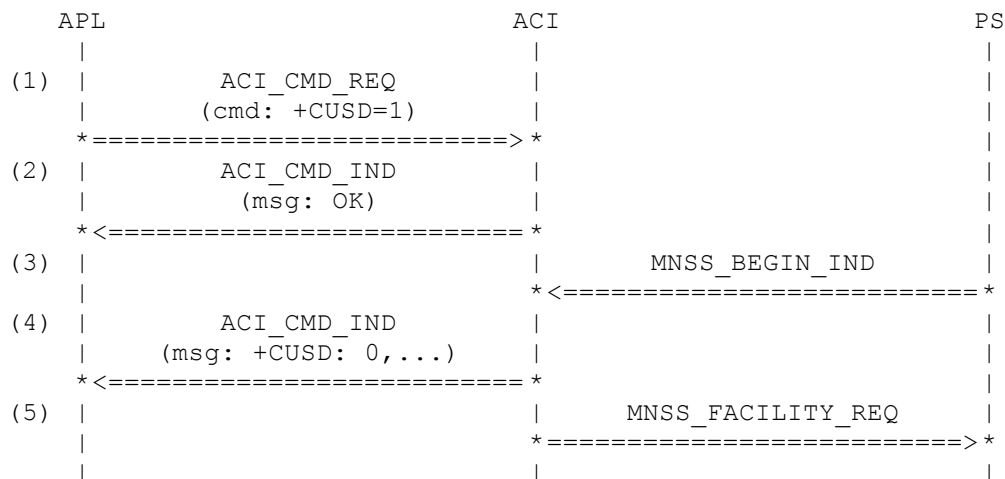 APL ACI PS
| | |
(1) | ACI_CMD_REQ | |
| (cmd: +CUSD=1) | |
*==========================>* |
(2) | ACI_CMD_IND | |
| (msg: OK) | |
*<==========================* |
(3) | | MNSS_BEGIN_IND |
| *<==========================*
(4) | ACI_CMD_IND | |
| (msg: +CUSD: 0,...) | |
*<==========================* |
(5) | | MNSS_FACILITY_REQ |
| *==========================>*
| | |